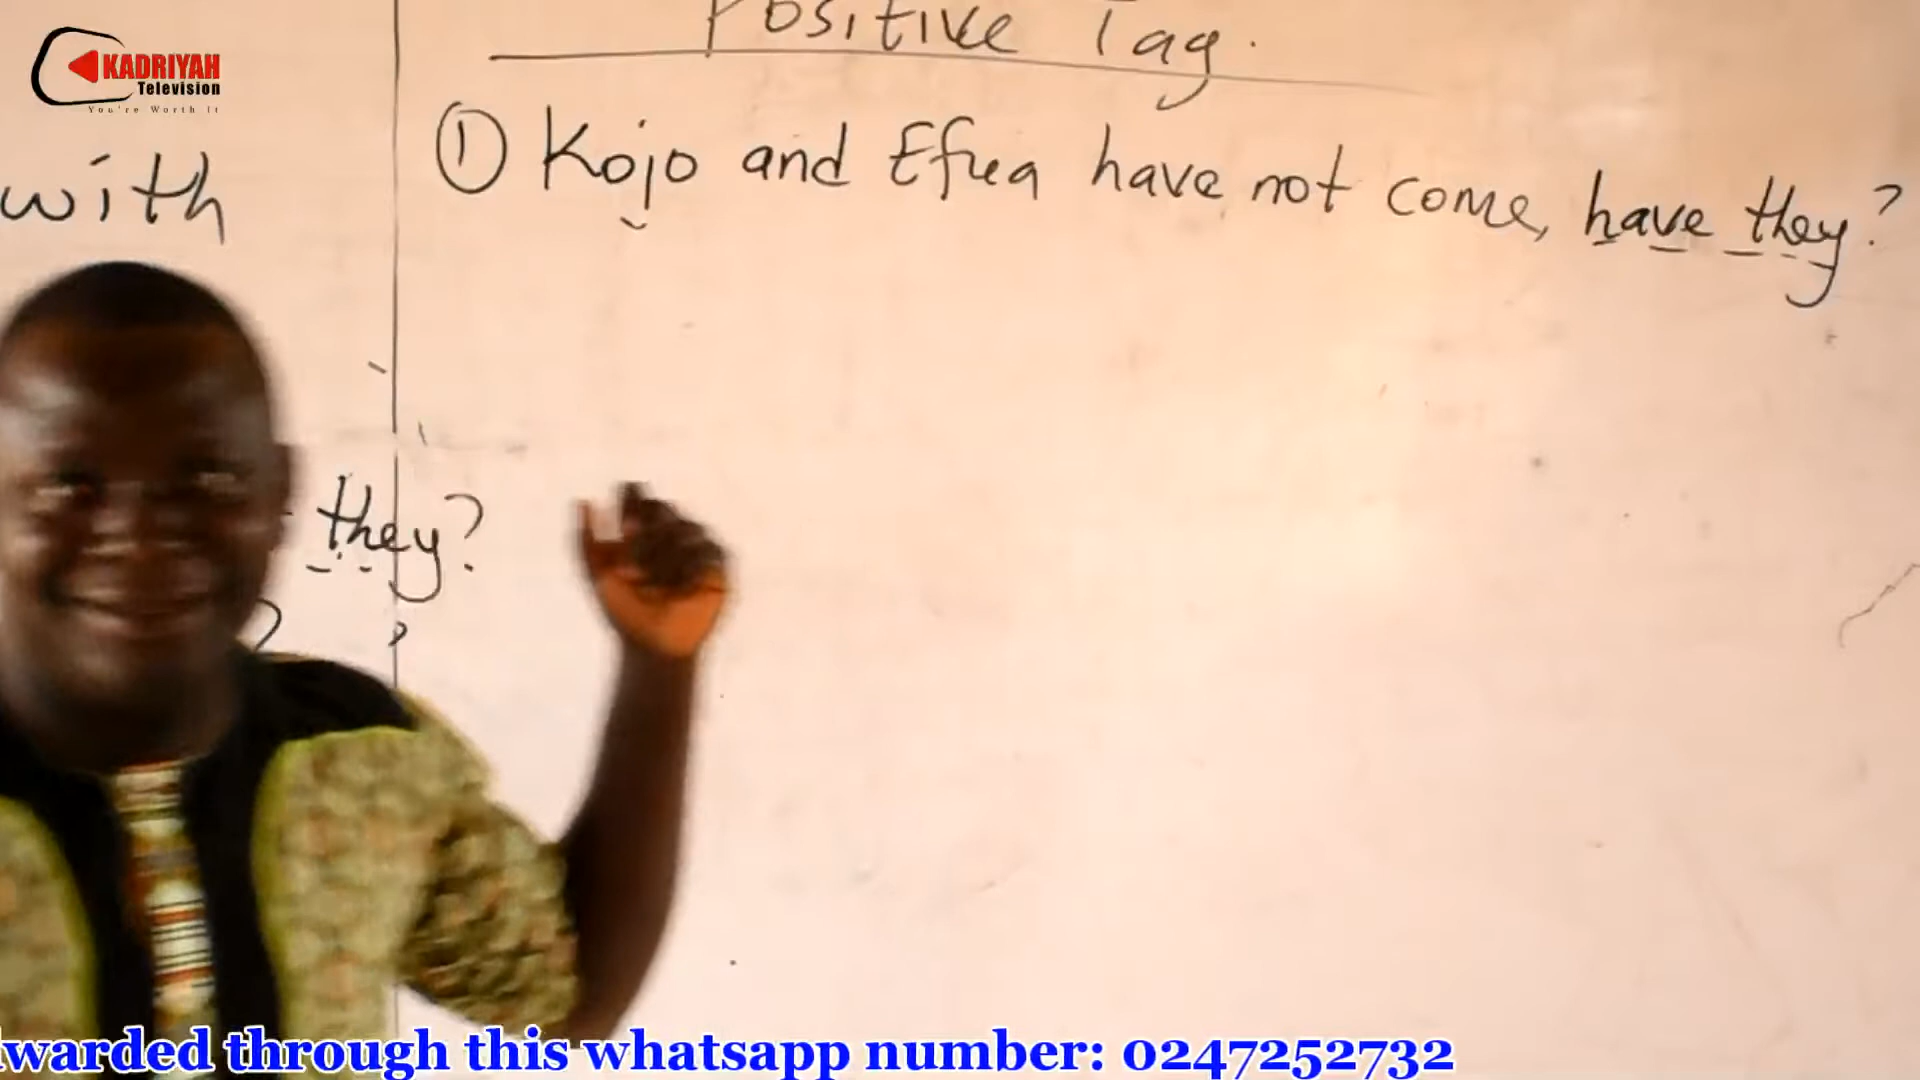 KADRIYAH
Television
You're Worth It
Positive Tag.
with
① Kojo and Efua have not come, have they?
they?
?
warded through this whatsapp number: 0247252732